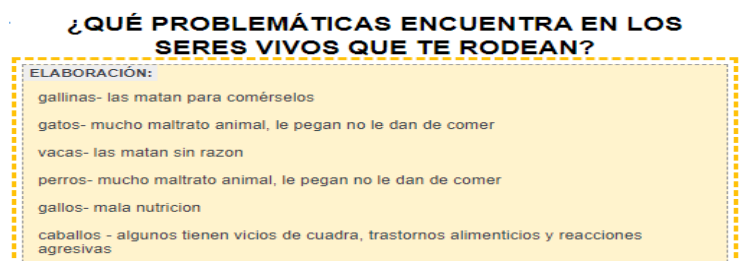 ¿QUÉ PROBLEMÁTICAS ENCUENTRA EN LOS
SERES VIVOS QUE TE RODEAN?
ELABORACIÓN:
gallinas- las matan para comérselos
gatos- mucho maltrato animal, le pegan no le dan de comer
vacas- las matan sin razon
perros- mucho maltrato animal, le pegan no le dan de comer
gallos- mala nutricion
caballos - algunos tienen vicios de cuadra, trastornos alimenticios y reacciones
agresivas